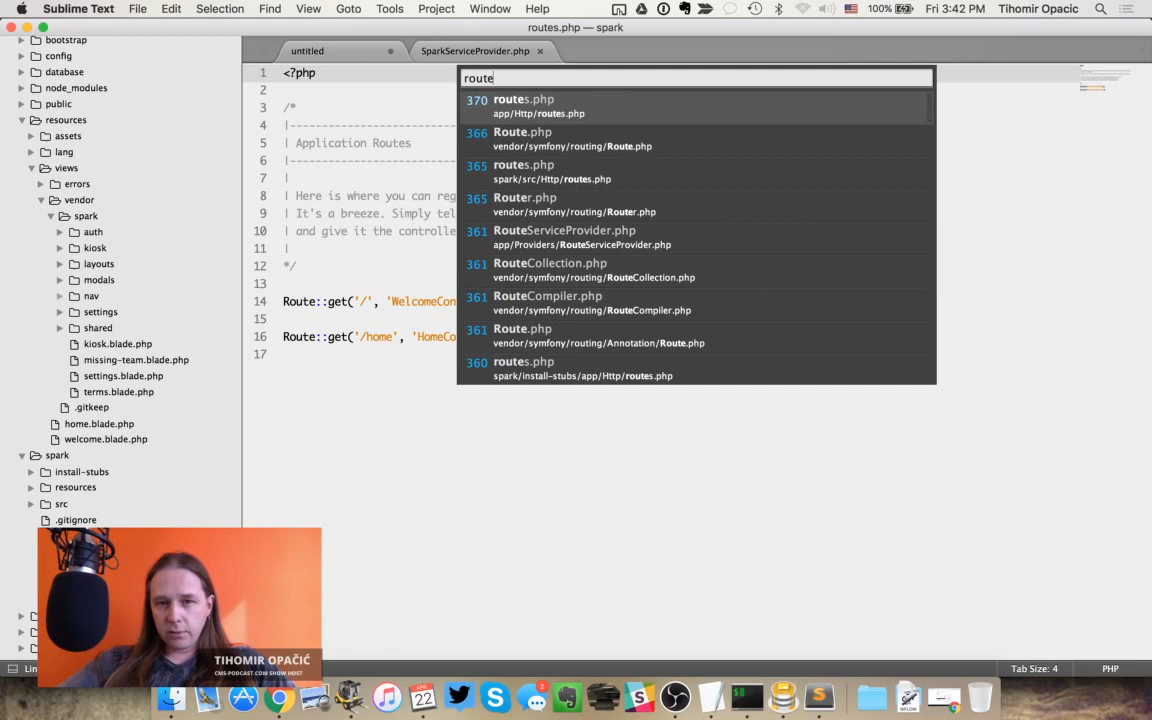 Sublime Text File Edit Selection Find View Goto Tools Project Window Help 100% Fri 3:42 PM Tihomir Opacic
routes.php — spark
bootstrap
config
database
node_modules
public
resources
assets
lang
views
errors
vendor
spark
auth
kiosk
layouts
modals
nav
settings
shared
kiosk.blade.php
missing-team.blade.php
settings.blade.php
terms.blade.php
.gitkeep
home.blade.php
welcome.blade.php
spark
install-stubs
resources
src
.gitignore
untitled SparkServiceProvider.php ×
1 <?php
2
3 /*
4 |-----------------------
5 | Application Routes
6 |-----------------------
7 |
8 | Here is where you can reg
9 | It's a breeze. Simply tel
10 | and give it the controlle
11 |
12 */
13
14 Route::get('/', 'WelcomeCon
15
16 Route::get('/home', 'HomeCo
17
route
370 routes.php
app/Http/routes.php
366 Route.php
vendor/symfony/routing/Route.php
365 routes.php
spark/src/Http/routes.php
365 Router.php
vendor/symfony/routing/Router.php
361 RouteServiceProvider.php
app/Providers/RouteServiceProvider.php
361 RouteCollection.php
vendor/symfony/routing/RouteCollection.php
361 RouteCompiler.php
vendor/symfony/routing/RouteCompiler.php
361 Route.php
vendor/symfony/routing/Annotation/Route.php
360 routes.php
spark/install-stubs/app/Http/routes.php
TIHOMIR OPAČIĆ
CMS-PODCAST.COM SHOW HOST
Lin Tab Size: 4 PHP
22
2